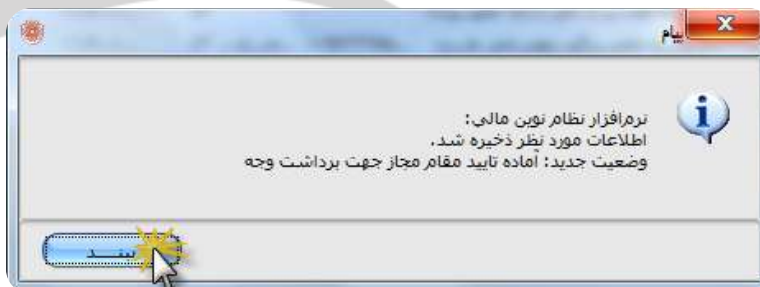 پیام
نرم‌افزار نظام نوین مالی:
اطلاعات مورد نظر ذخیره شد.
وضعیت جدید: آماده تایید مقام مجاز جهت برداشت وجه